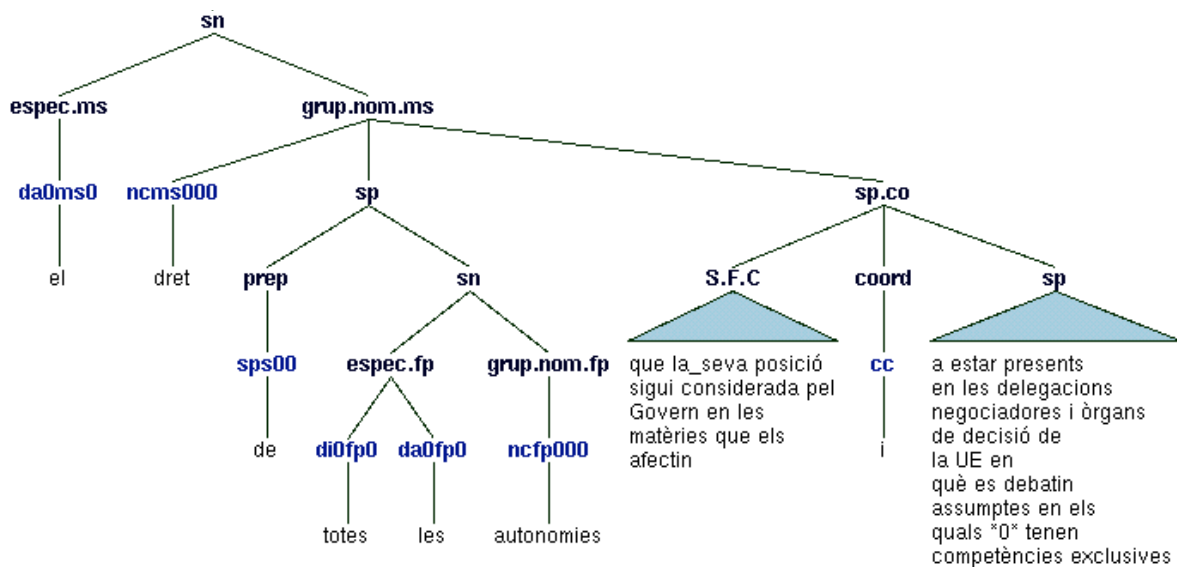 sn
espec.ms grup.nom.ms
da0ms0 ncms000 sp sp.co
el dret prep sn S.F.C coord sp
sps00 espec.fp grup.nom.fp que la_seva posició cc a estar presents
sigui considerada pel en les delegacions
Govern en les negociadores i òrgans
matèries que els de decisió de
de di0fp0 da0fp0 ncfp000 afectin i la UE en
què es debatin
totes les autonomies assumptes en els
quals *0* tenen
competències exclusives